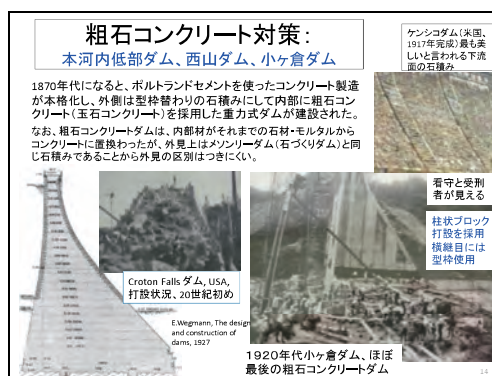 粗石コンクリート対策：
本河内低部ダム、西山ダム、小ヶ倉ダム
ケンシコダム（米国、
1917年完成）最も美
しいと言われる下流
面の石積み
1870年代になると、ポルトランドセメントを使ったコンクリート製造
が本格化し、外側は型枠替わりの石積みにして内部に粗石コン
クリート（玉石コンクリート）を採用した重力式ダムが建設された。
なお、粗石コンクリートダムは、内部材がそれまでの石材・モルタルから
コンクリートに置換わったが、外見上はメソンリーダム（石づくりダム）と同
じ石積みであることから外見の区別はつきにくい。
看守と受刑
者が見える
柱状ブロック
打設を採用
横継目には
型枠使用
Croton Falls ダム, USA,
打設状況、20世紀初め
E.Wegmann, The design
and construction of
dams, 1927
1920年代小ヶ倉ダム、ほぼ
最後の粗石コンクリートダム
14